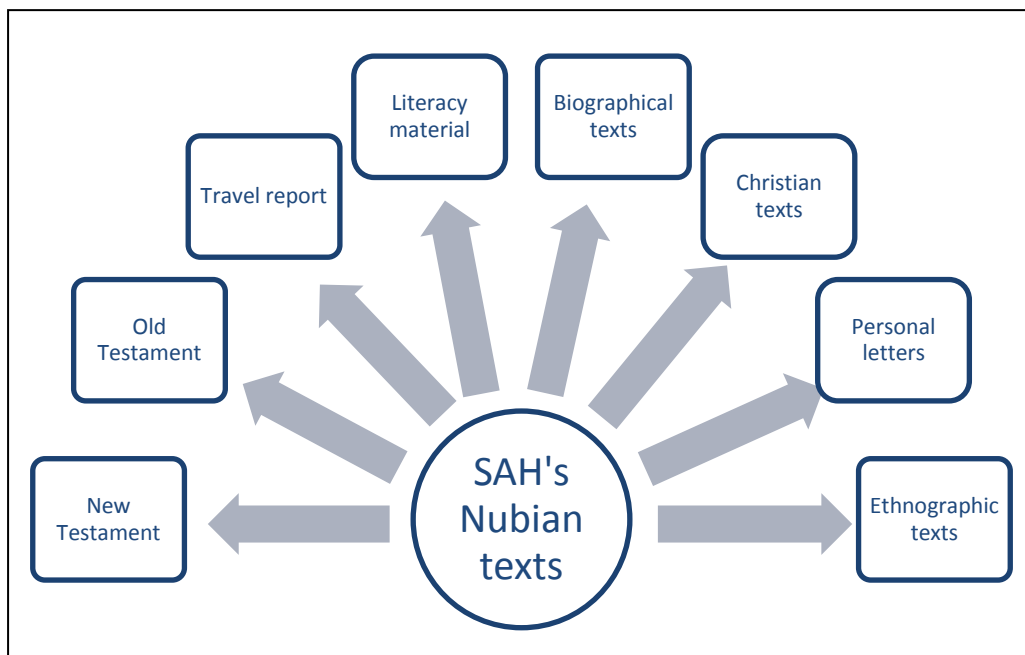 Literacy
material
Biographical
texts
Travel report
Christian
texts
Old
Testament
Personal
letters
New
Testament
SAH's
Nubian
texts
Ethnographic
texts